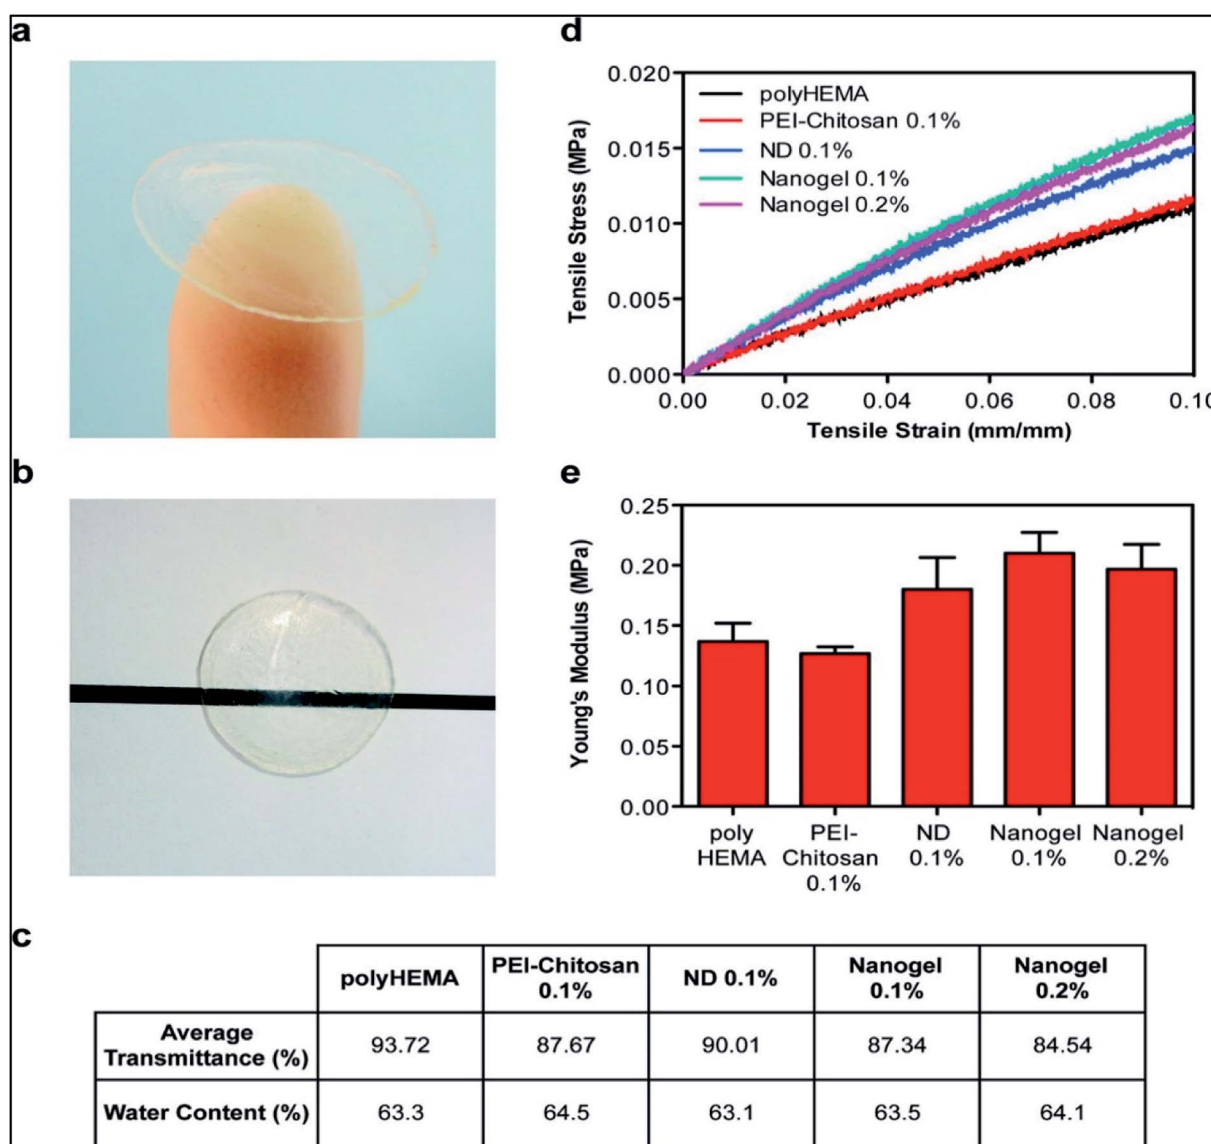 a
b
d
0.020
0.015
0.010
0.005
0.000
Tensile Stress (MPa)
polyHEMA
PEI-Chitosan 0.1%
ND 0.1%
Nanogel 0.1%
Nanogel 0.2%
0.00 0.02 0.04 0.06 0.08 0.10
Tensile Strain (mm/mm)
e
0.25
0.20
0.15
0.10
0.05
0.00
Young's Modulus (MPa)
poly
HEMA
PEI-
Chitosan
0.1%
ND
0.1%
Nanogel
0.1%
Nanogel
0.2%
c
polyHEMA
PEI-Chitosan
0.1%
ND 0.1%
Nanogel
0.1%
Nanogel
0.2%
Average
Transmittance (%)
93.72 87.67 90.01 87.34 84.54
Water Content (%) 63.3 64.5 63.1 63.5 64.1